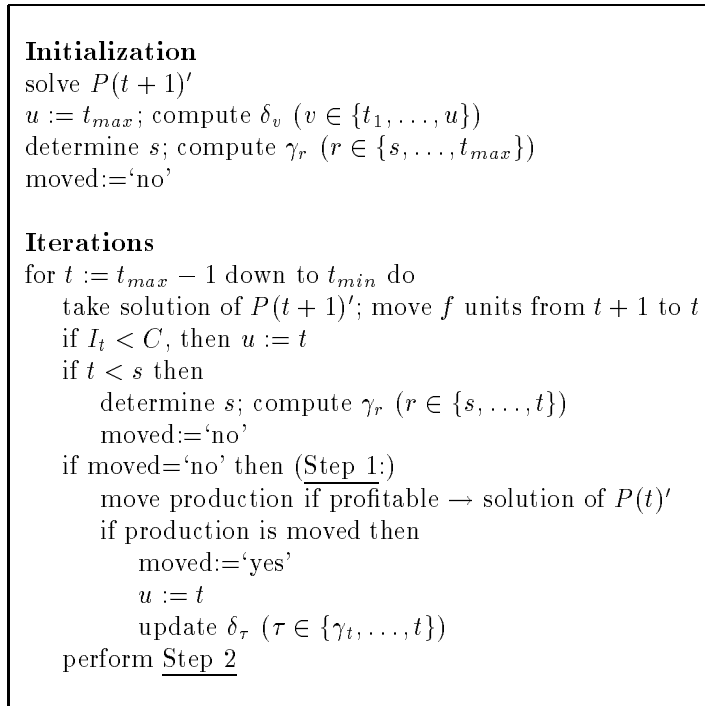 Initialization
solve P(t + 1)′
u := t_max; compute δ_v (v ∈ {t_1, …, u})
determine s; compute γ_r (r ∈ {s, …, t_max})
moved:=‘no’
Iterations
for t := t_max − 1 down to t_min do
take solution of P(t + 1)′; move f units from t + 1 to t
if I_t < C, then u := t
if t < s then
determine s; compute γ_r (r ∈ {s, …, t})
moved:=‘no’
if moved=‘no’ then (Step 1:)
move production if profitable → solution of P(t)′
if production is moved then
moved:=‘yes’
u := t
update δ_τ (τ ∈ {γ_t, …, t})
perform Step 2